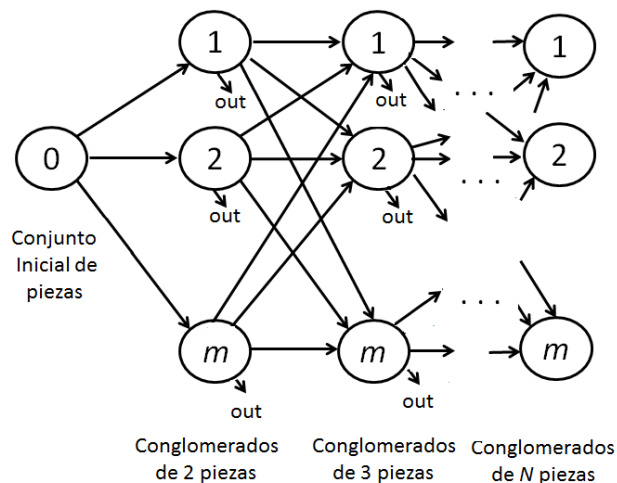 1
1
1
out
out
. . .
0
2
2
2
out
out
. . .
Conjunto
Inicial de
piezas
. . .
m
m
m
out
out
Conglomerados
de 2 piezas
Conglomerados
de 3 piezas
Conglomerados
de N piezas